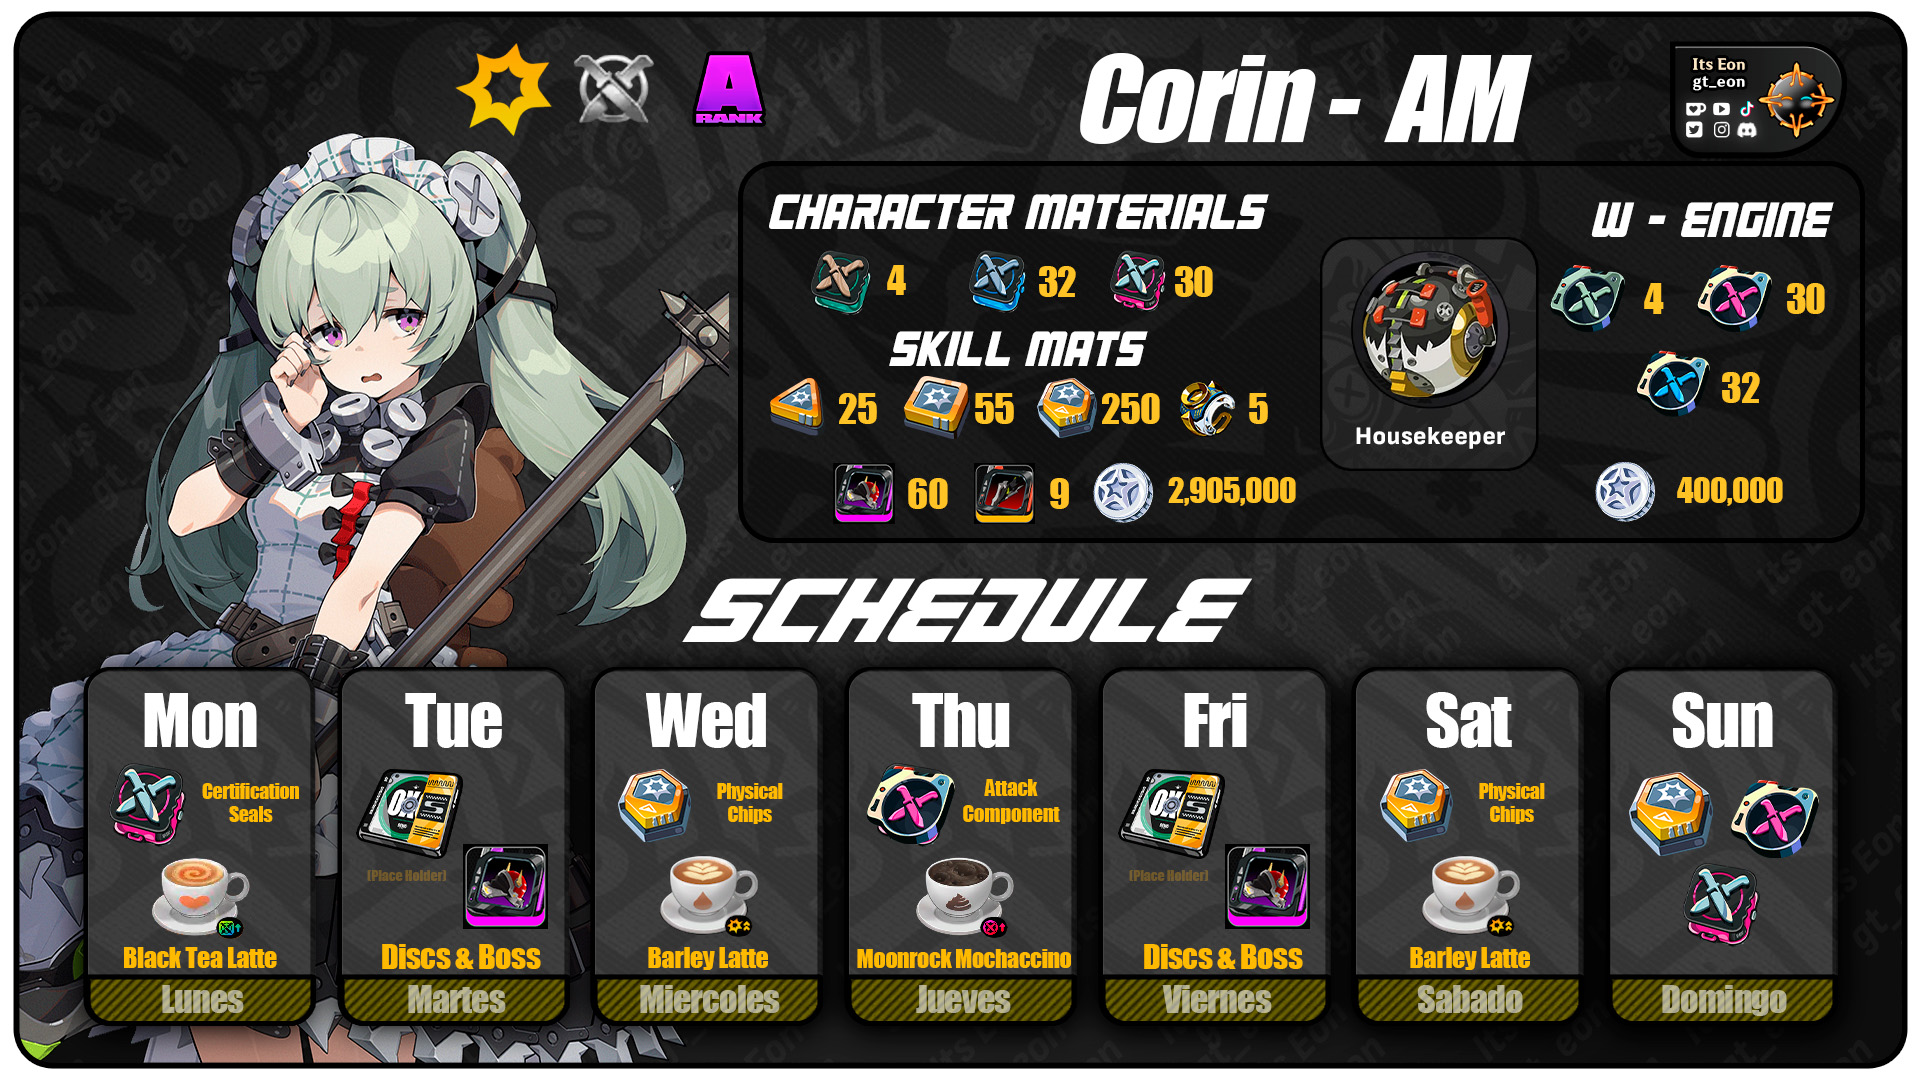 A
RANK
Corin - AM
Its Eon
gt_eon
CHARACTER MATERIALS
4 32 30
SKILL MATS
25 55 250 5
60 9 2,905,000
Housekeeper
W - ENGINE
4 30
32
400,000
SCHEDULE
Mon
Certification
Seals
Black Tea Latte
Lunes
Tue
[Place Holder]
Discs & Boss
Martes
Wed
Physical
Chips
Barley Latte
Miercoles
Thu
Attack
Component
Moonrock Mochaccino
Jueves
Fri
[Place Holder]
Discs & Boss
Viernes
Sat
Physical
Chips
Barley Latte
Sabado
Sun
Domingo